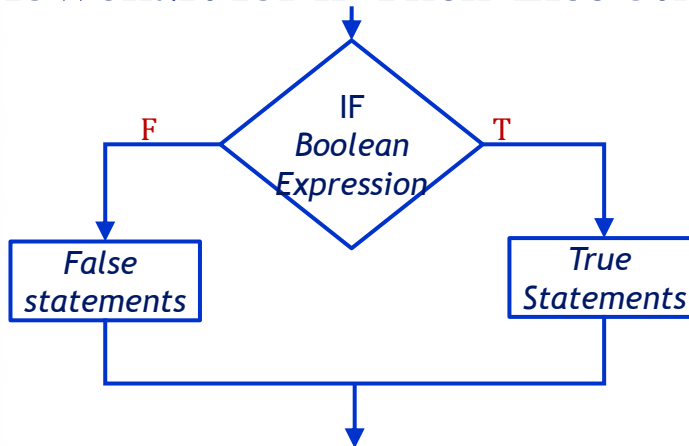 IF
F
T
Boolean
Expression
False
statements
True
Statements